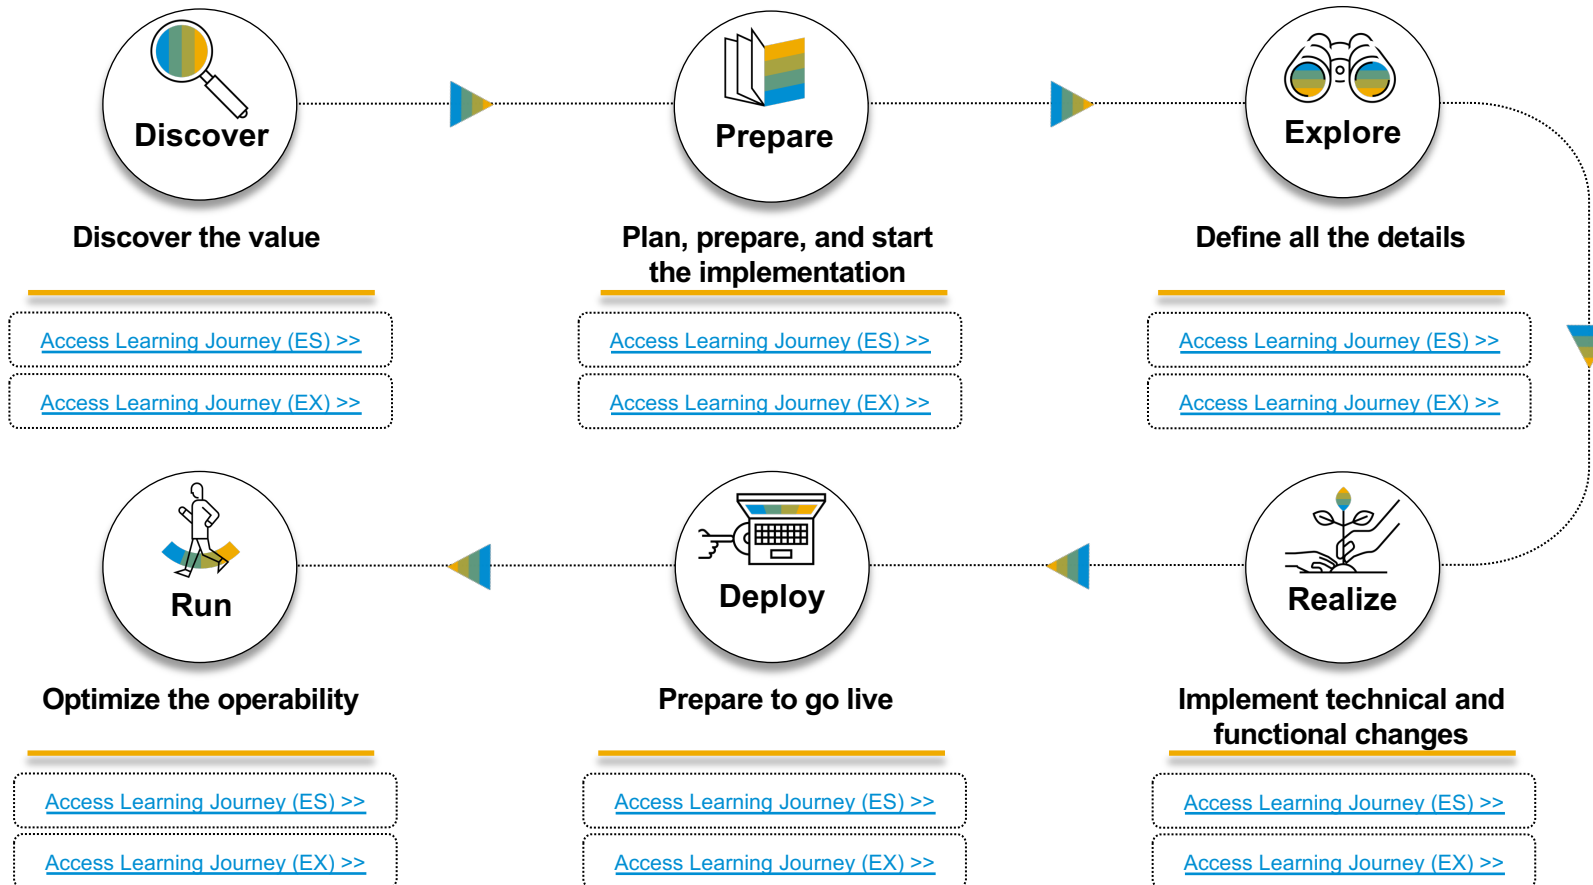 Discover
Prepare
Explore
Discover the value
Plan, prepare, and start
the implementation
Define all the details
Access Learning Journey (ES) >>
Access Learning Journey (ES) >>
Access Learning Journey (ES) >>
Access Learning Journey (EX) >>
Access Learning Journey (EX) >>
Access Learning Journey (EX) >>
Run
Deploy
Realize
Optimize the operability
Prepare to go live
Implement technical and
functional changes
Access Learning Journey (ES) >>
Access Learning Journey (ES) >>
Access Learning Journey (ES) >>
Access Learning Journey (EX) >>
Access Learning Journey (EX) >>
Access Learning Journey (EX) >>